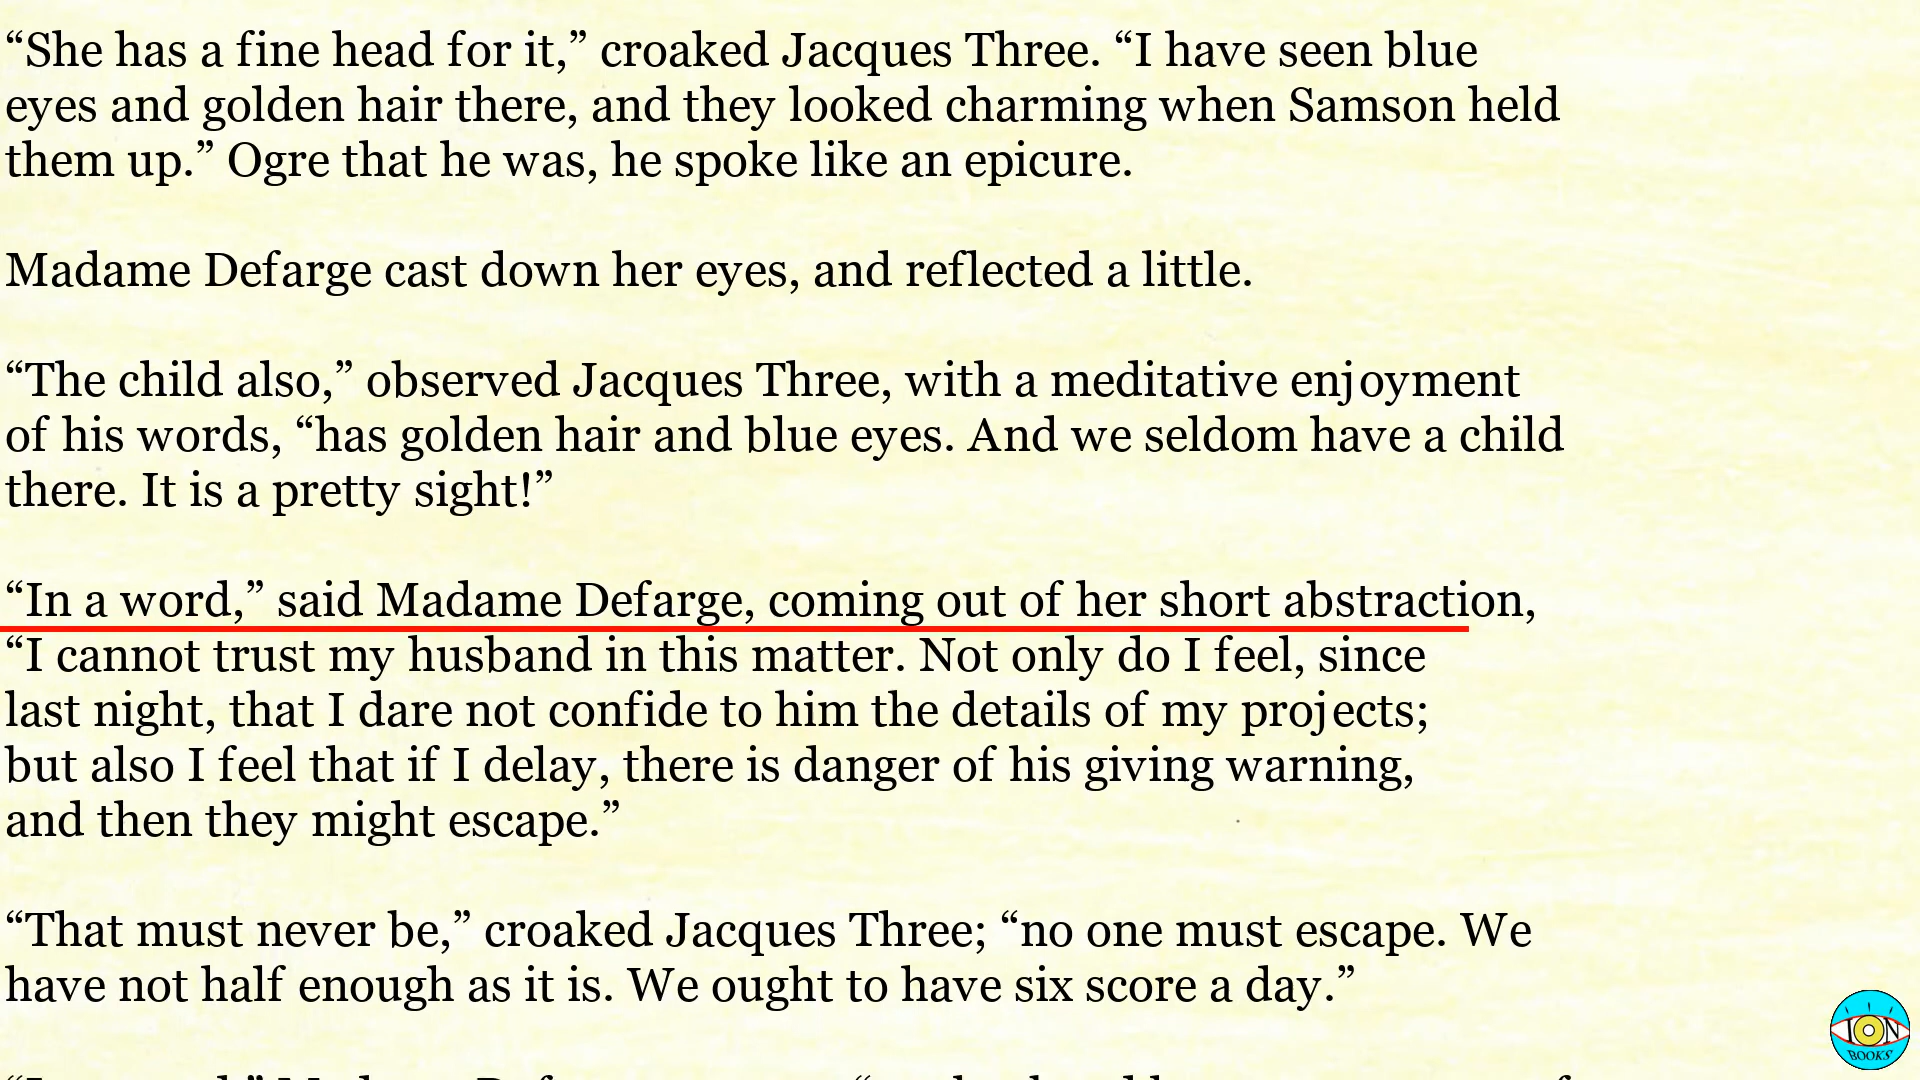 “She has a fine head for it,” croaked Jacques Three. “I have seen blue
eyes and golden hair there, and they looked charming when Samson held
them up.” Ogre that he was, he spoke like an epicure.
Madame Defarge cast down her eyes, and reflected a little.
“The child also,” observed Jacques Three, with a meditative enjoyment
of his words, “has golden hair and blue eyes. And we seldom have a child
there. It is a pretty sight!”
“In a word,” said Madame Defarge, coming out of her short abstraction,
“I cannot trust my husband in this matter. Not only do I feel, since
last night, that I dare not confide to him the details of my projects;
but also I feel that if I delay, there is danger of his giving warning,
and then they might escape.”
“That must never be,” croaked Jacques Three; “no one must escape. We
have not half enough as it is. We ought to have six score a day.”
ION
BOOKS